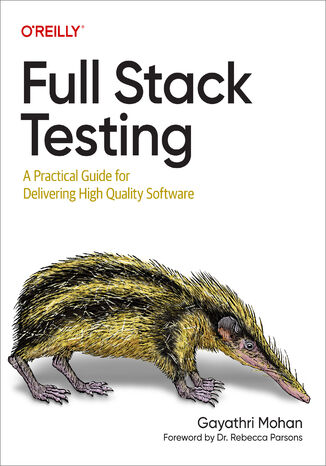 O'REILLY®
Full Stack
Testing
A Practical Guide for
Delivering High Quality Software
Gayathri Mohan
Foreword by Dr. Rebecca Parsons